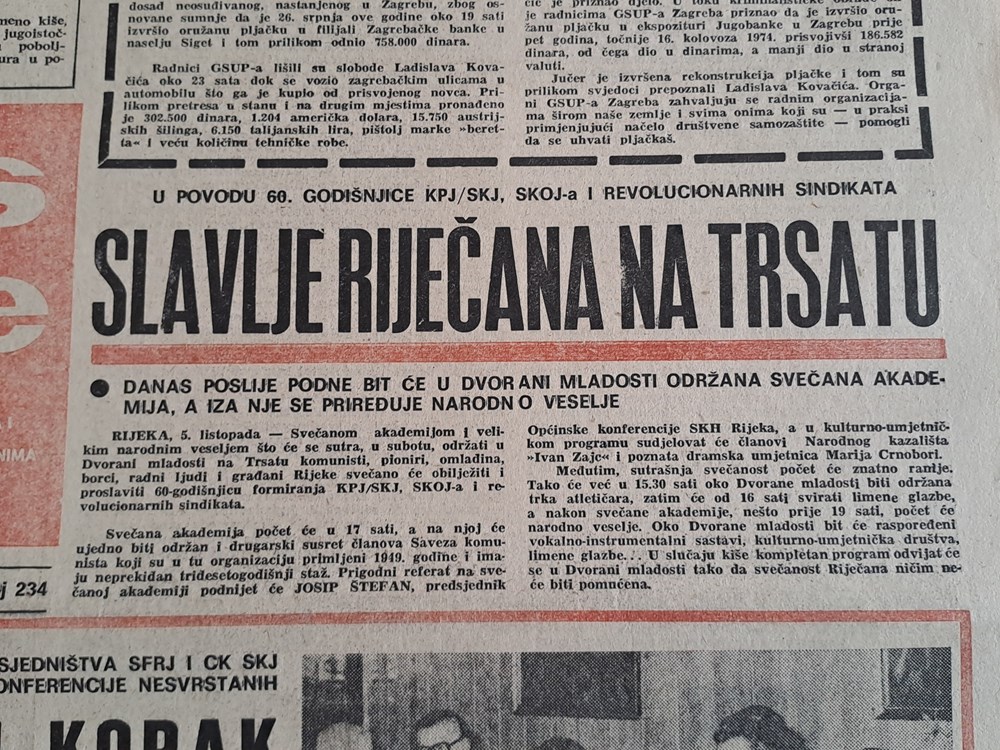 meno kiše,
jugoistoč-
pobolj-
ura u po-
s
e
NIMA
j 234
dosad neosuđivanog, nastanjenog u Zagrebu, zbog os-
novane sumnje da je 26. srpnja ove godine oko 19 sati
izvršio oružanu pljačku u filijali Zagrebačke banke u
naselju Siget i tom prilikom odnio 758.000 dinara.
Radnici GSUP-a lišili su slobode Ladislava Kova-
čića oko 23 sata dok se vozio zagrebačkim ulicama u
automobilu što ga je kupio od prisvojenog novca. Pri-
likom pretresa u stanu i na drugim mjestima pronađeno
je 302.500 dinara, 1.204 američka dolara, 15.750 austrij-
skih šilinga, 6.150 talijanskih lira, pištolj marke »beret-
ta« i veću količinu tehničke robe.
je priznao djelo. U toku
je radnicima GSUP-a Zagreba priznao da je izvršio oru-
žanu pljačku u ekspozituri Jugobanke u Zagrebu prije
pet godina, točnije 16. kolovoza 1974. prisvojivši 186.582
dinara, od čega dio u dinarima, a manji dio u stranoj
valuti.
Jučer je izvršena rekonstrukcija pljačke i tom su
prilikom svjedoci prepoznali Ladislava Kovačića. Orga-
ni GSUP-a Zagreba zahvaljuju se radnim organizacija-
ma širom naše zemlje i svima onima koji su — u praksi
primjenjujući načelo društvene samozaštite — pomogli
da se uhvati pljačkaš.
U POVODU 60. GODIŠNJICE KPJ/SKJ, SKOJ-a I REVOLUCIONARNIH SINDIKATA
SLAVLJE RIJEČANA NA TRSATU
● DANAS POSLIJE PODNE BIT ĆE U DVORANI MLADOSTI ODRŽANA SVEČANA AKADE-
MIJA, A IZA NJE SE PRIREĐUJE NARODNO VESELJE
RIJEKA, 5. listopada — Svečanom akademijom i veli-
kim narodnim veseljem što će se sutra, u subotu, održati u
Dvorani mladosti na Trsatu komunisti, pioniri, omladina,
borci, radni ljudi i građani Rijeke svečano će obilježiti i
proslaviti 60-godišnjicu formiranja KPJ/SKJ, SKOJ-a i re-
volucionarnih sindikata.
Svečana akademija počet će u 17 sati, a na njoj će
ujedno biti održan i drugarski susret članova Saveza komu-
nista koji su u tu organizaciju primljeni 1949. godine i ima-
ju neprekidan tridesetogodišnji staž. Prigodni referat na sve-
čanoj akademiji podnijet će JOSIP ŠTEFAN, predsjednik
Općinske konferencije SKH Rijeka, a u kulturno-umjetnič-
kom programu sudjelovat će članovi Narodnog kazališta
»Ivan Zajc« i poznata dramska umjetnica Marija Crnobori.
Međutim, sutrašnja svečanost počet će znatno ranije.
Tako će već u 15.30 sati oko Dvorane mladosti biti održana
trka atletičara, zatim će od 16 sati svirati limene glazbe,
a nakon svečane akademije, nešto prije 19 sati, počet će
narodno veselje. Oko Dvorane mladosti bit će raspoređeni
vokalno-instrumentalni sastavi, kulturno-umjetnička društva,
limene glazbe... U slučaju kiše kompletan program odvijat će
se u Dvorani mladosti tako da svečanost Riječana ničim ne-
će biti pomućena.
SJEDNIŠTVA SFRJ I CK SKJ
ONFERENCIJE NESVRSTANIH
KORAK